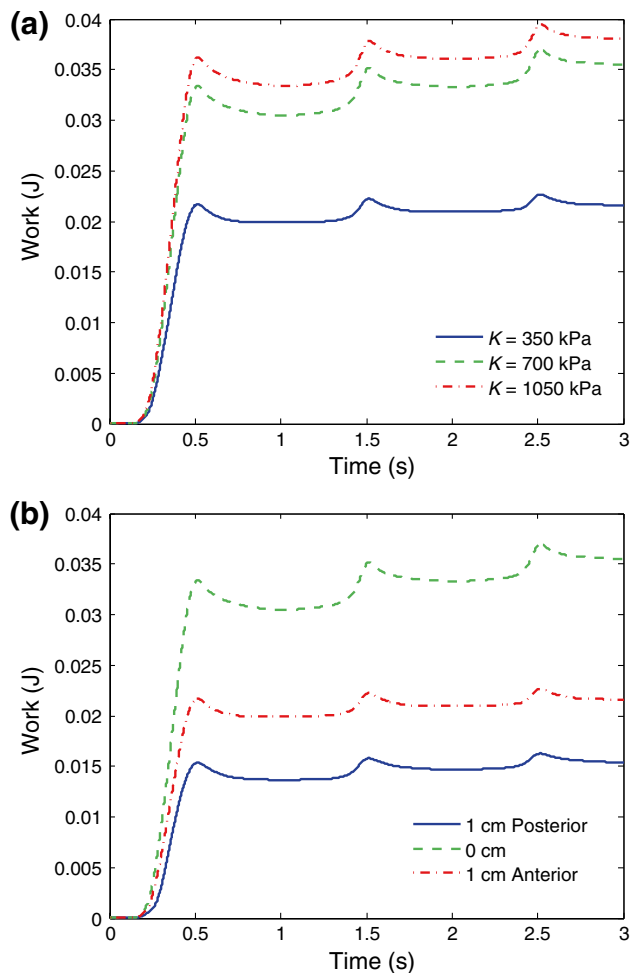 (a)
0.04
0.035
0.03
0.025
0.02
0.015
0.01
0.005
0
Work (J)
K = 350 kPa
K = 700 kPa
K = 1050 kPa
0 0.5 1 1.5 2 2.5 3
Time (s)
(b)
0.04
0.035
0.03
0.025
0.02
0.015
0.01
0.005
0
Work (J)
1 cm Posterior
0 cm
1 cm Anterior
0 0.5 1 1.5 2 2.5 3
Time (s)